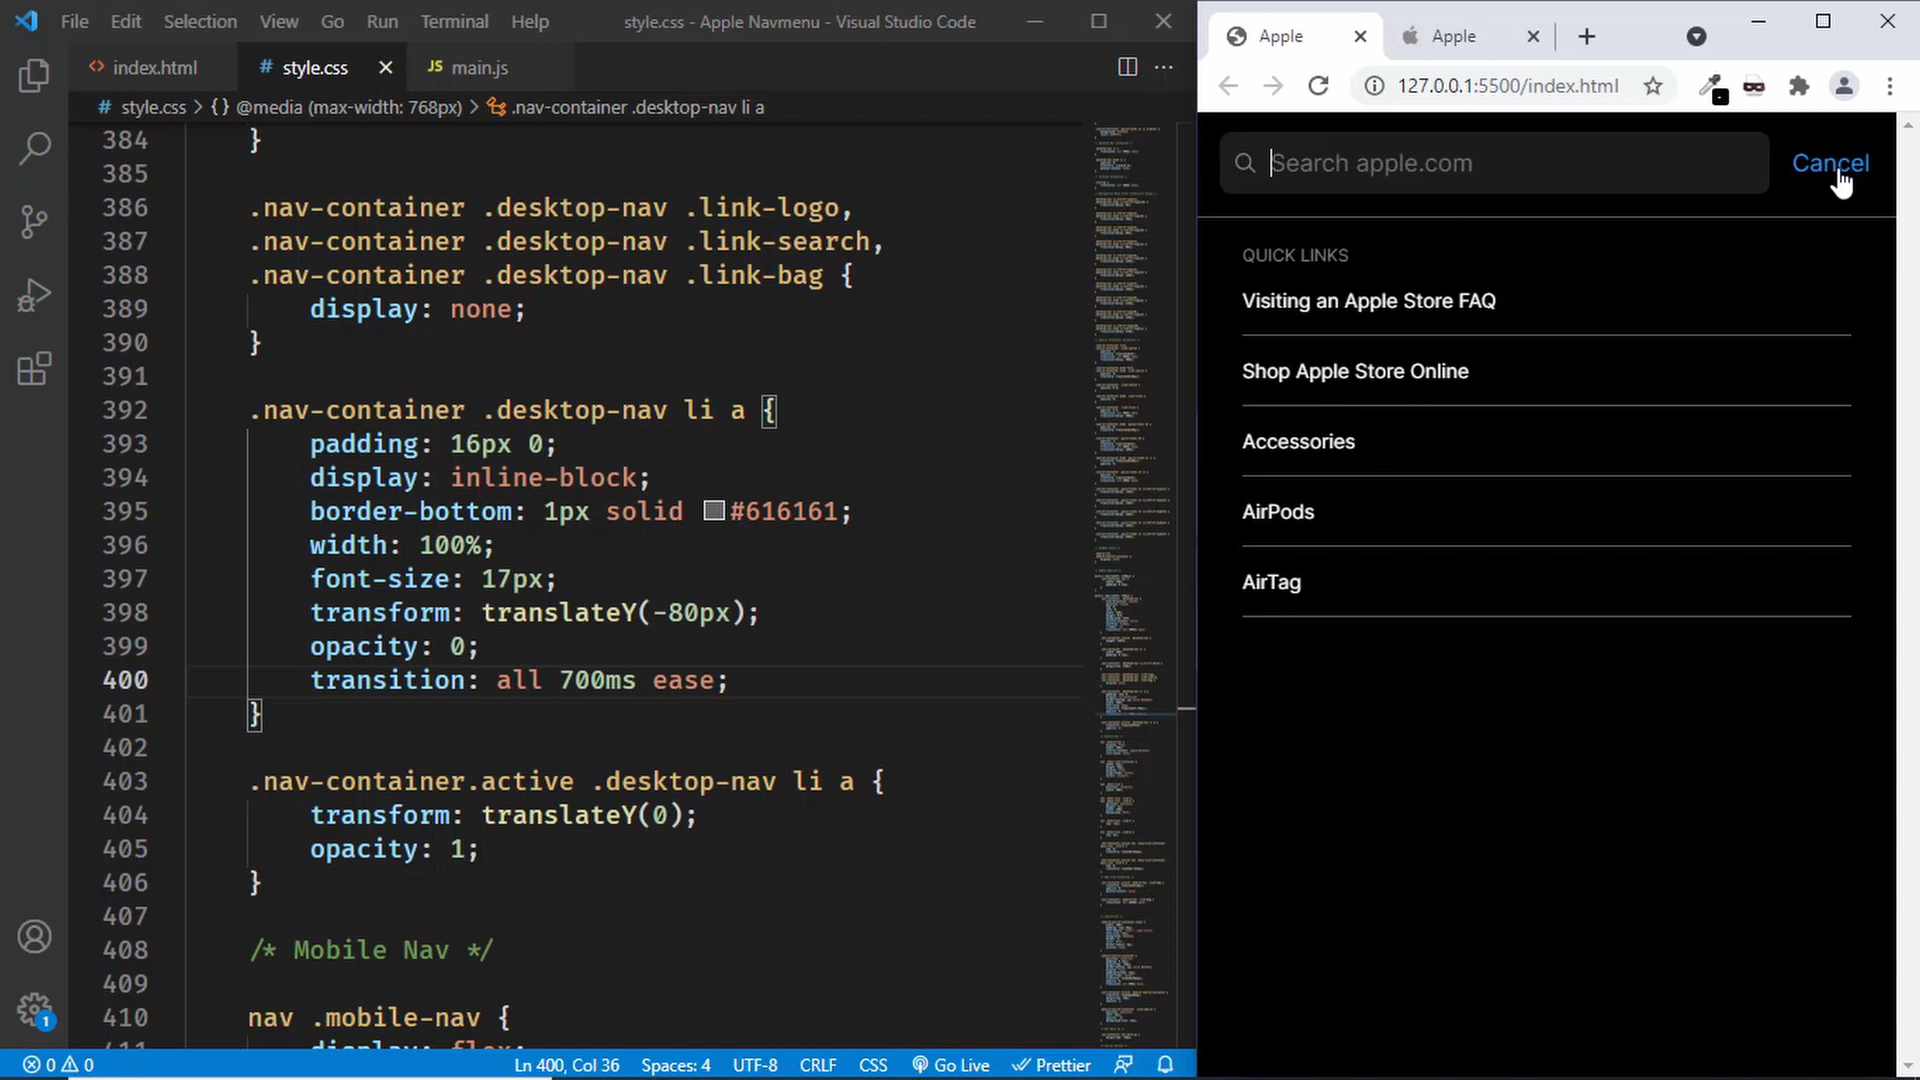 File Edit Selection View Go Run Terminal Help style.css - Apple Navmenu - Visual Studio Code
<> index.html # style.css JS main.js
# style.css > {} @media (max-width: 768px) > .nav-container .desktop-nav li a
384 }
385
386 .nav-container .desktop-nav .link-logo,
387 .nav-container .desktop-nav .link-search,
388 .nav-container .desktop-nav .link-bag {
389 display: none;
390 }
391
392 .nav-container .desktop-nav li a {
393 padding: 16px 0;
394 display: inline-block;
395 border-bottom: 1px solid #616161;
396 width: 100%;
397 font-size: 17px;
398 transform: translateY(-80px);
399 opacity: 0;
400 transition: all 700ms ease;
401 }
402
403 .nav-container.active .desktop-nav li a {
404 transform: translateY(0);
405 opacity: 1;
406 }
407
408 /* Mobile Nav */
409
410 nav .mobile-nav {
1
0 0 Ln 400, Col 36 Spaces: 4 UTF-8 CRLF CSS Go Live Prettier
Apple Apple
127.0.0.1:5500/index.html
Search apple.com Cancel
QUICK LINKS
Visiting an Apple Store FAQ
Shop Apple Store Online
Accessories
AirPods
AirTag